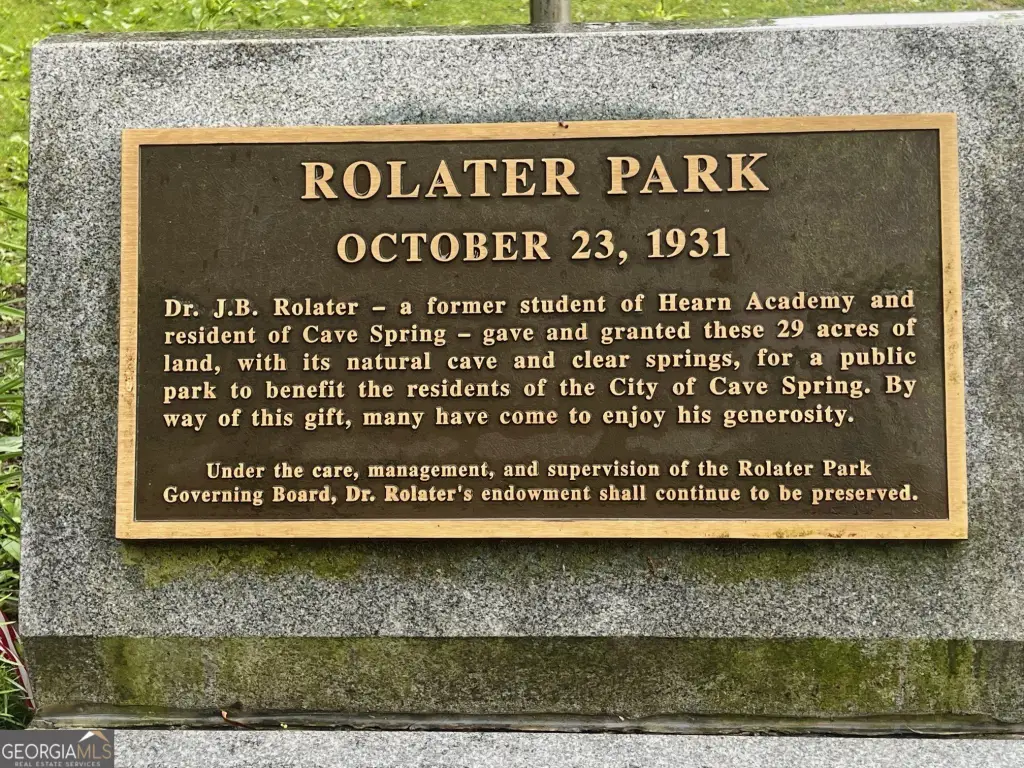 ROLATER PARK
OCTOBER 23, 1931
Dr. J.B. Rolater – a former student of Hearn Academy and
resident of Cave Spring – gave and granted these 29 acres of
land, with its natural cave and clear springs, for a public
park to benefit the residents of the City of Cave Spring. By
way of this gift, many have come to enjoy his generosity.
Under the care, management, and supervision of the Rolater Park
Governing Board, Dr. Rolater's endowment shall continue to be preserved.
GEORGIAMLS
REAL ESTATE SERVICES